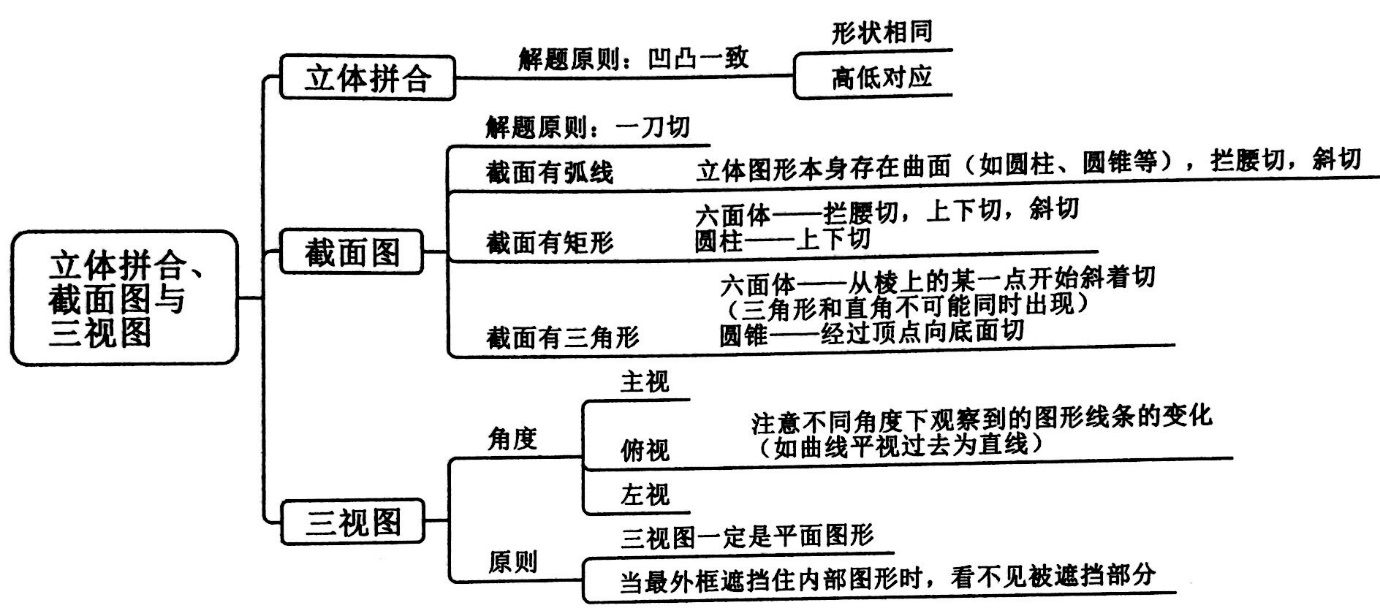 立体拼合、
截面图与
三视图
立体拼合
解题原则：凹凸一致
形状相同
高低对应
截面图
解题原则：一刀切
截面有弧线
立体图形本身存在曲面（如圆柱、圆锥等），拦腰切，斜切
截面有矩形
六面体——拦腰切，上下切，斜切
圆柱——上下切
截面有三角形
六面体——从棱上的某一点开始斜着切
（三角形和直角不可能同时出现）
圆锥——经过顶点向底面切
三视图
角度
主视
俯视
注意不同角度下观察到的图形线条的变化
（如曲线平视过去为直线）
左视
原则
三视图一定是平面图形
当最外框遮挡住内部图形时，看不见被遮挡部分